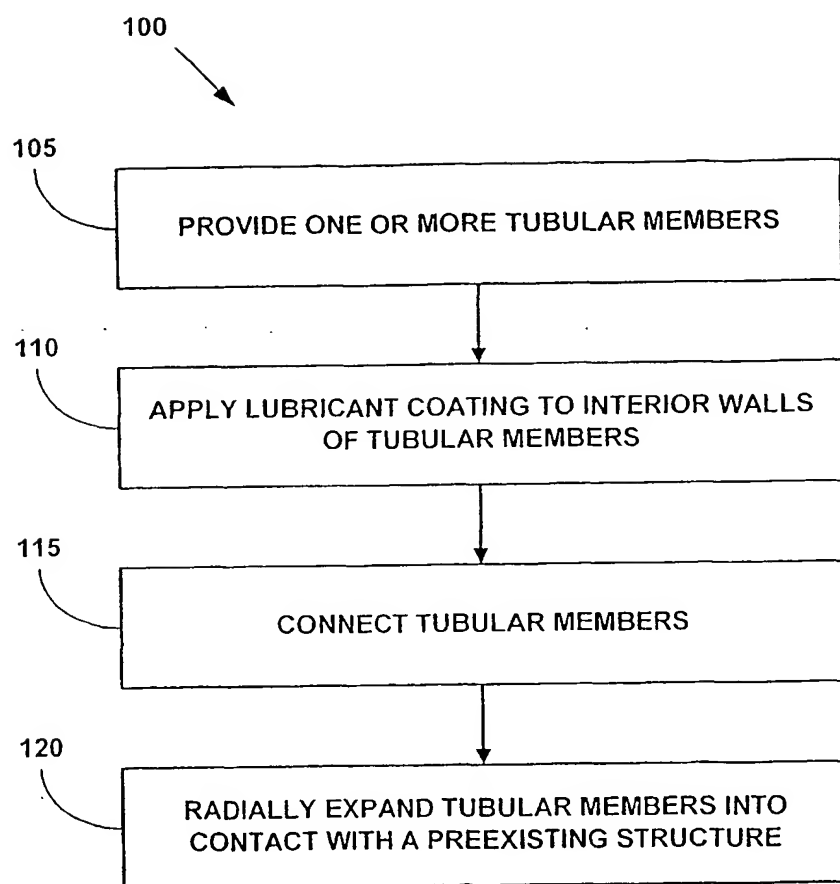 100
105
PROVIDE ONE OR MORE TUBULAR MEMBERS
110
APPLY LUBRICANT COATING TO INTERIOR WALLS
OF TUBULAR MEMBERS
115
CONNECT TUBULAR MEMBERS
120
RADIALLY EXPAND TUBULAR MEMBERS INTO
CONTACT WITH A PREEXISTING STRUCTURE